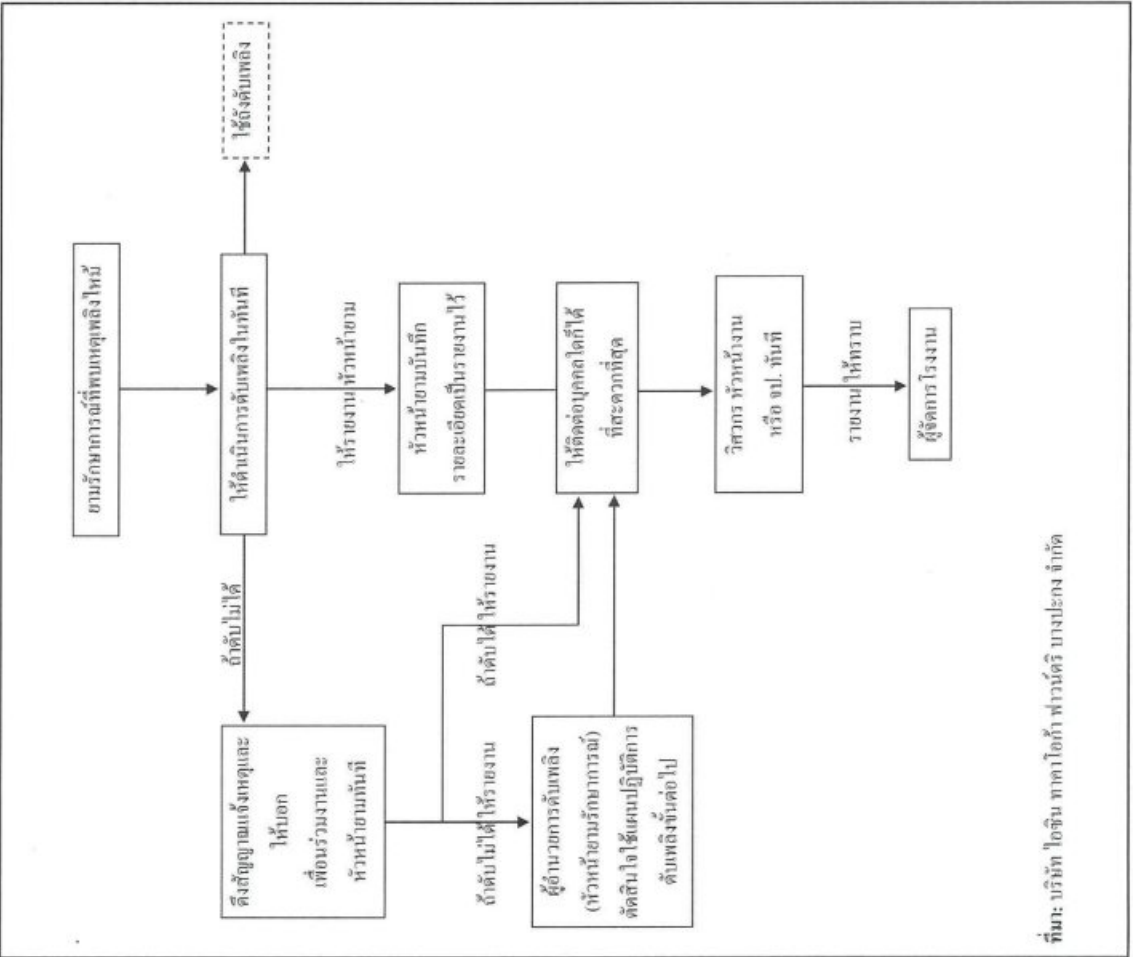 ยามรักษาการณ์ที่พบเหตุเพลิงไหม้
ให้ดำเนินการดับเพลิงในทันที
ใช้ถังดับเพลิง
ถ้าดับไม่ได้
ให้รายงานหัวหน้ายาม
ดึงสัญญาณแจ้งเหตุและ
ให้บอก
เพื่อนร่วมงานและ
หัวหน้ายามทันที
หัวหน้ายามบันทึก
รายละเอียดเป็นรายงานไว้
ถ้าดับไม่ได้ ให้รายงาน
ถ้าดับได้ ให้รายงาน
ผู้อำนวยการดับเพลิง
(หัวหน้ายามรักษาการณ์)
ตัดสินใจใช้แผนปฏิบัติการ
ดับเพลิงขั้นต่อไป
ให้ติดต่อบุคคลใดก็ได้
ที่สะดวกที่สุด
วิศวกร หัวหน้างาน
หรือ จป. ทันที
รายงานให้ทราบ
ผู้จัดการโรงงาน
ที่มา: บริษัท ไอซิน ทาคาโอก้า ฟาวน์ดริ บางปะกง จำกัด